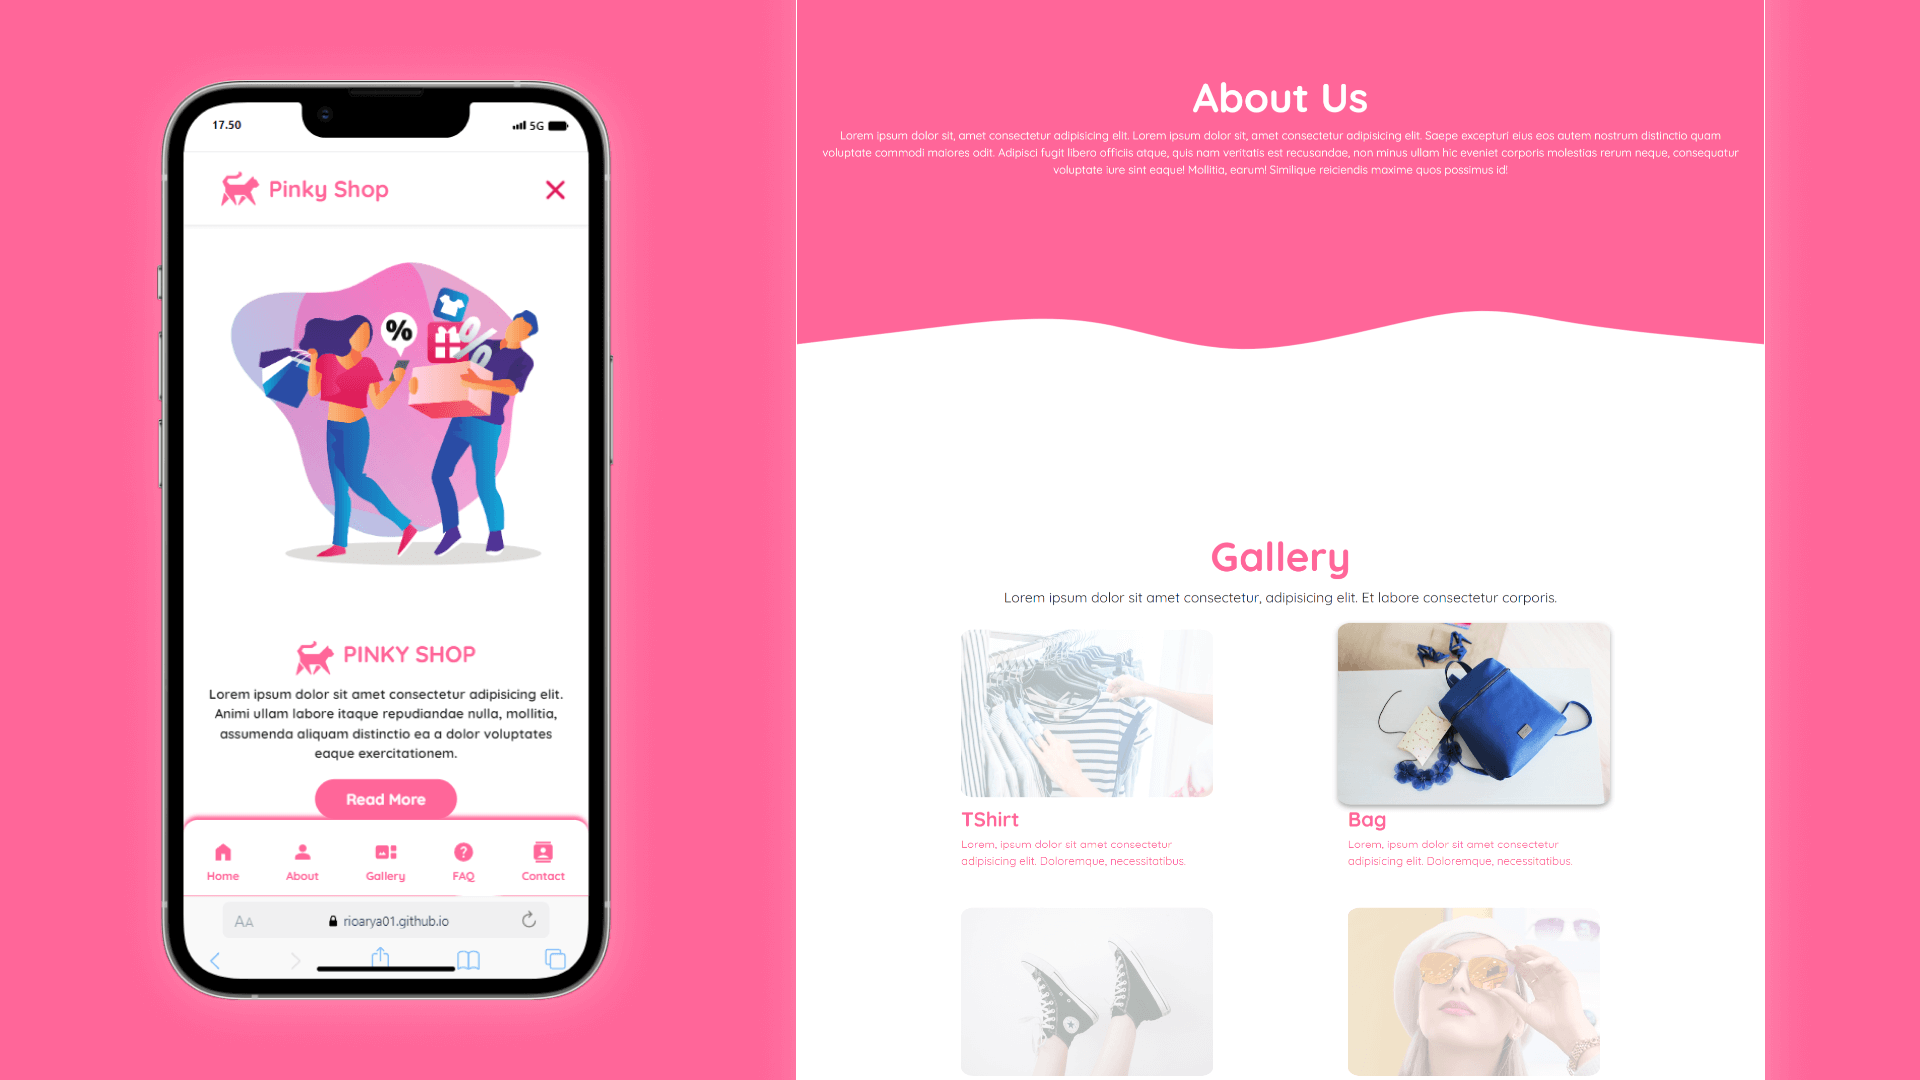 17.50
5G
Pinky Shop
%
%
PINKY SHOP
Lorem ipsum dolor sit amet consectetur adipisicing elit.
Animi ullam labore itaque repudiandae nulla, mollitia,
assumenda aliquam distinctio ea a dolor voluptates
eaque exercitationem.
Read More
Home About Gallery FAQ Contact
AA rioarya01.github.io
About Us
Lorem ipsum dolor sit, amet consectetur adipisicing elit. Lorem ipsum dolor sit, amet consectetur adipisicing elit. Saepe excepturi eius eos autem nostrum distinctio quam
voluptate commodi maiores odit. Adipisci fugit libero officiis atque, quis nam veritatis est recusandae, non minus ullam hic eveniet corporis molestias rerum neque, consequatur
voluptate iure sint eaque! Mollitia, earum! Similique reiciendis maxime quos possimus id!
Gallery
Lorem ipsum dolor sit amet consectetur, adipisicing elit. Et labore consectetur corporis.
TShirt
Lorem, ipsum dolor sit amet consectetur
adipisicing elit. Doloremque, necessitatibus.
Bag
Lorem, ipsum dolor sit amet consectetur
adipisicing elit. Doloremque, necessitatibus.